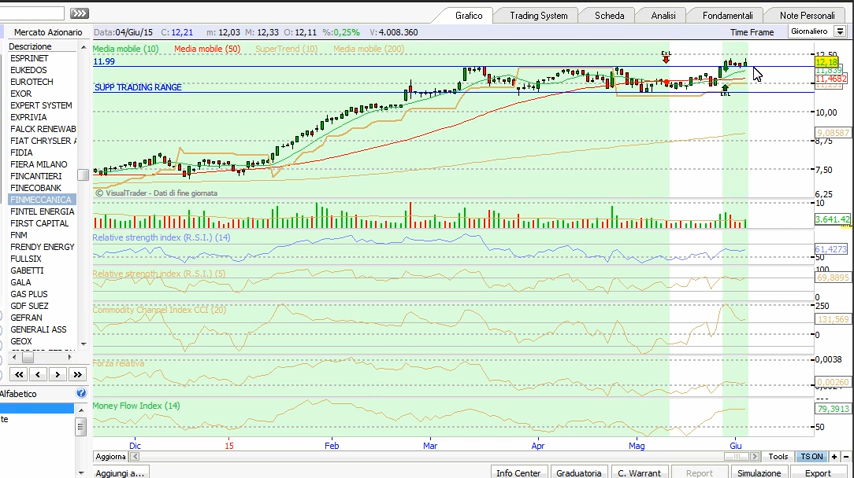 Grafico
Trading System
Scheda
Analisi
Fondamentali
Note Personali
Mercato Azionario
Data:04/Giu/15 C: 12,21 m: 12,03 M: 12,33 O: 12,11 %:0,25% V: 4.008.360
Time Frame
Giornaliero
Descrizione
ESPRINET
EUKEDOS
EUROTECH
EXOR
EXPERT SYSTEM
EXPRIVIA
FALCK RENEWAB
FIAT CHRYSLER A
FIDIA
FIERA MILANO
FINCANTIERI
FINECOBANK
FINMECCANICA
FINTEL ENERGIA
FIRST CAPITAL
FNM
FRENDY ENERGY
FULLSIX
GABETTI
GALA
GAS PLUS
GDF SUEZ
GEFRAN
GENERALI ASS
GEOX
Alfabetico
te
Media mobile (10)
Media mobile (50)
SuperTrend (10)
Media mobile (200)
11.99
SUPP TRADING RANGE
© VisualTrader - Dati di fine giornata
12,50
12,18
11,4682
10,00
9,08587
8,75
7,50
6,25
10
3.641,42
Relative strength index (R.S.I.) (14)
61,4273
50
Relative strength index (R.S.I.) (5)
100
69,8895
0
Commodity Channel Index CCI (20)
250
131,569
0
Forza relativa
0,0038
0,00260
Money Flow Index (14)
79,3913
50
Dic
15
Feb
Mar
Apr
Mag
Giu
Aggiorna
Tools
TS ON
Aggiungi a...
Info Center
Graduatoria
C. Warrant
Report
Simulazione
Export